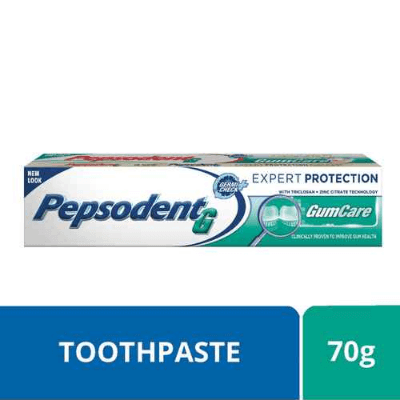 NEW
LOOK
Pepsodent G
GERMI
CHECK
EXPERT PROTECTION
WITH TRICLOSAN + ZINC CITRATE TECHNOLOGY
GumCare
CLINICALLY PROVEN TO IMPROVE GUM HEALTH
TOOTHPASTE
70g